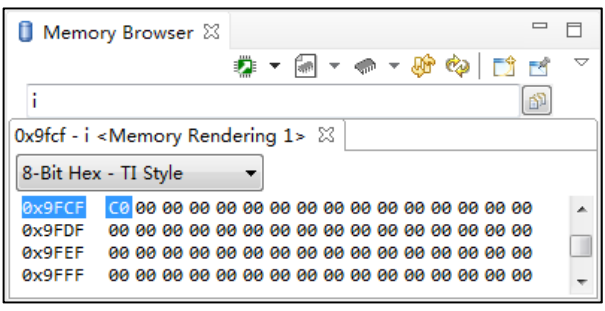 Memory Browser
i
0x9fcf - i <Memory Rendering 1>
8-Bit Hex - TI Style
0x9FCF C0 00 00 00 00 00 00 00 00 00 00 00 00 00 00 00
0x9FDF 00 00 00 00 00 00 00 00 00 00 00 00 00 00 00 00
0x9FEF 00 00 00 00 00 00 00 00 00 00 00 00 00 00 00 00
0x9FFF 00 00 00 00 00 00 00 00 00 00 00 00 00 00 00 00